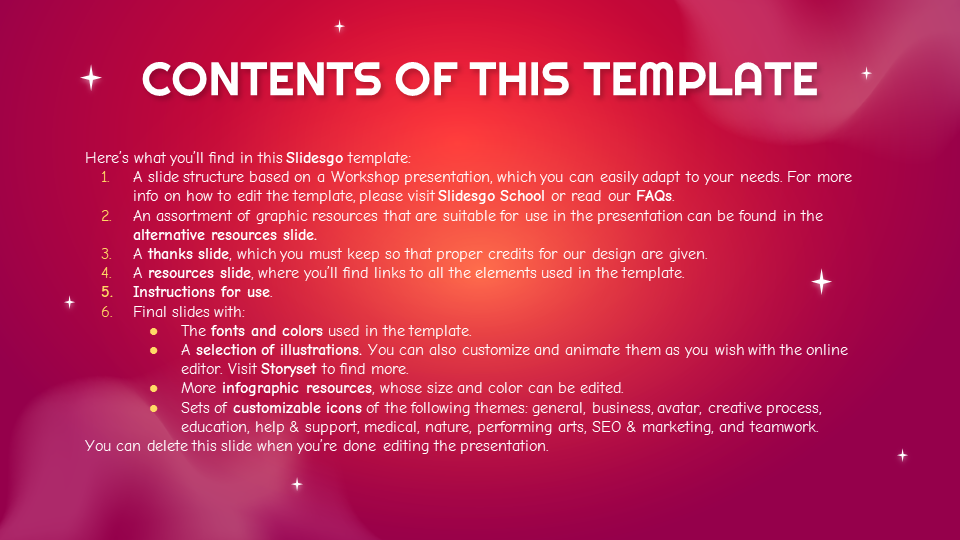 CONTENTS OF THIS TEMPLATE
Here's what you'll find in this Slidesgo template:
1. A slide structure based on a Workshop presentation, which you can easily adapt to your needs. For more
info on how to edit the template, please visit Slidesgo School or read our FAQs.
2. An assortment of graphic resources that are suitable for use in the presentation can be found in the
alternative resources slide.
3. A thanks slide, which you must keep so that proper credits for our design are given.
4. A resources slide, where you'll find links to all the elements used in the template.
5. Instructions for use.
6. Final slides with:
● The fonts and colors used in the template.
● A selection of illustrations. You can also customize and animate them as you wish with the online
editor. Visit Storyset to find more.
● More infographic resources, whose size and color can be edited.
● Sets of customizable icons of the following themes: general, business, avatar, creative process,
education, help & support, medical, nature, performing arts, SEO & marketing, and teamwork.
You can delete this slide when you're done editing the presentation.